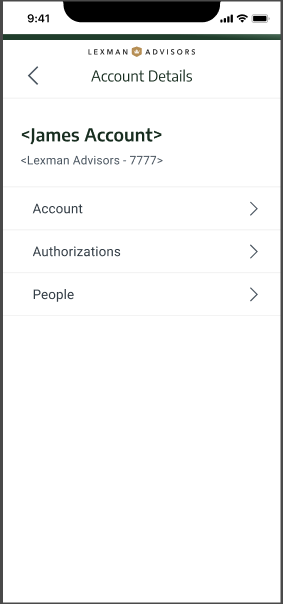 9:41
LEXMAN ADVISORS
Account Details
<James Account>
<Lexman Advisors - 7777>
Account
Authorizations
People